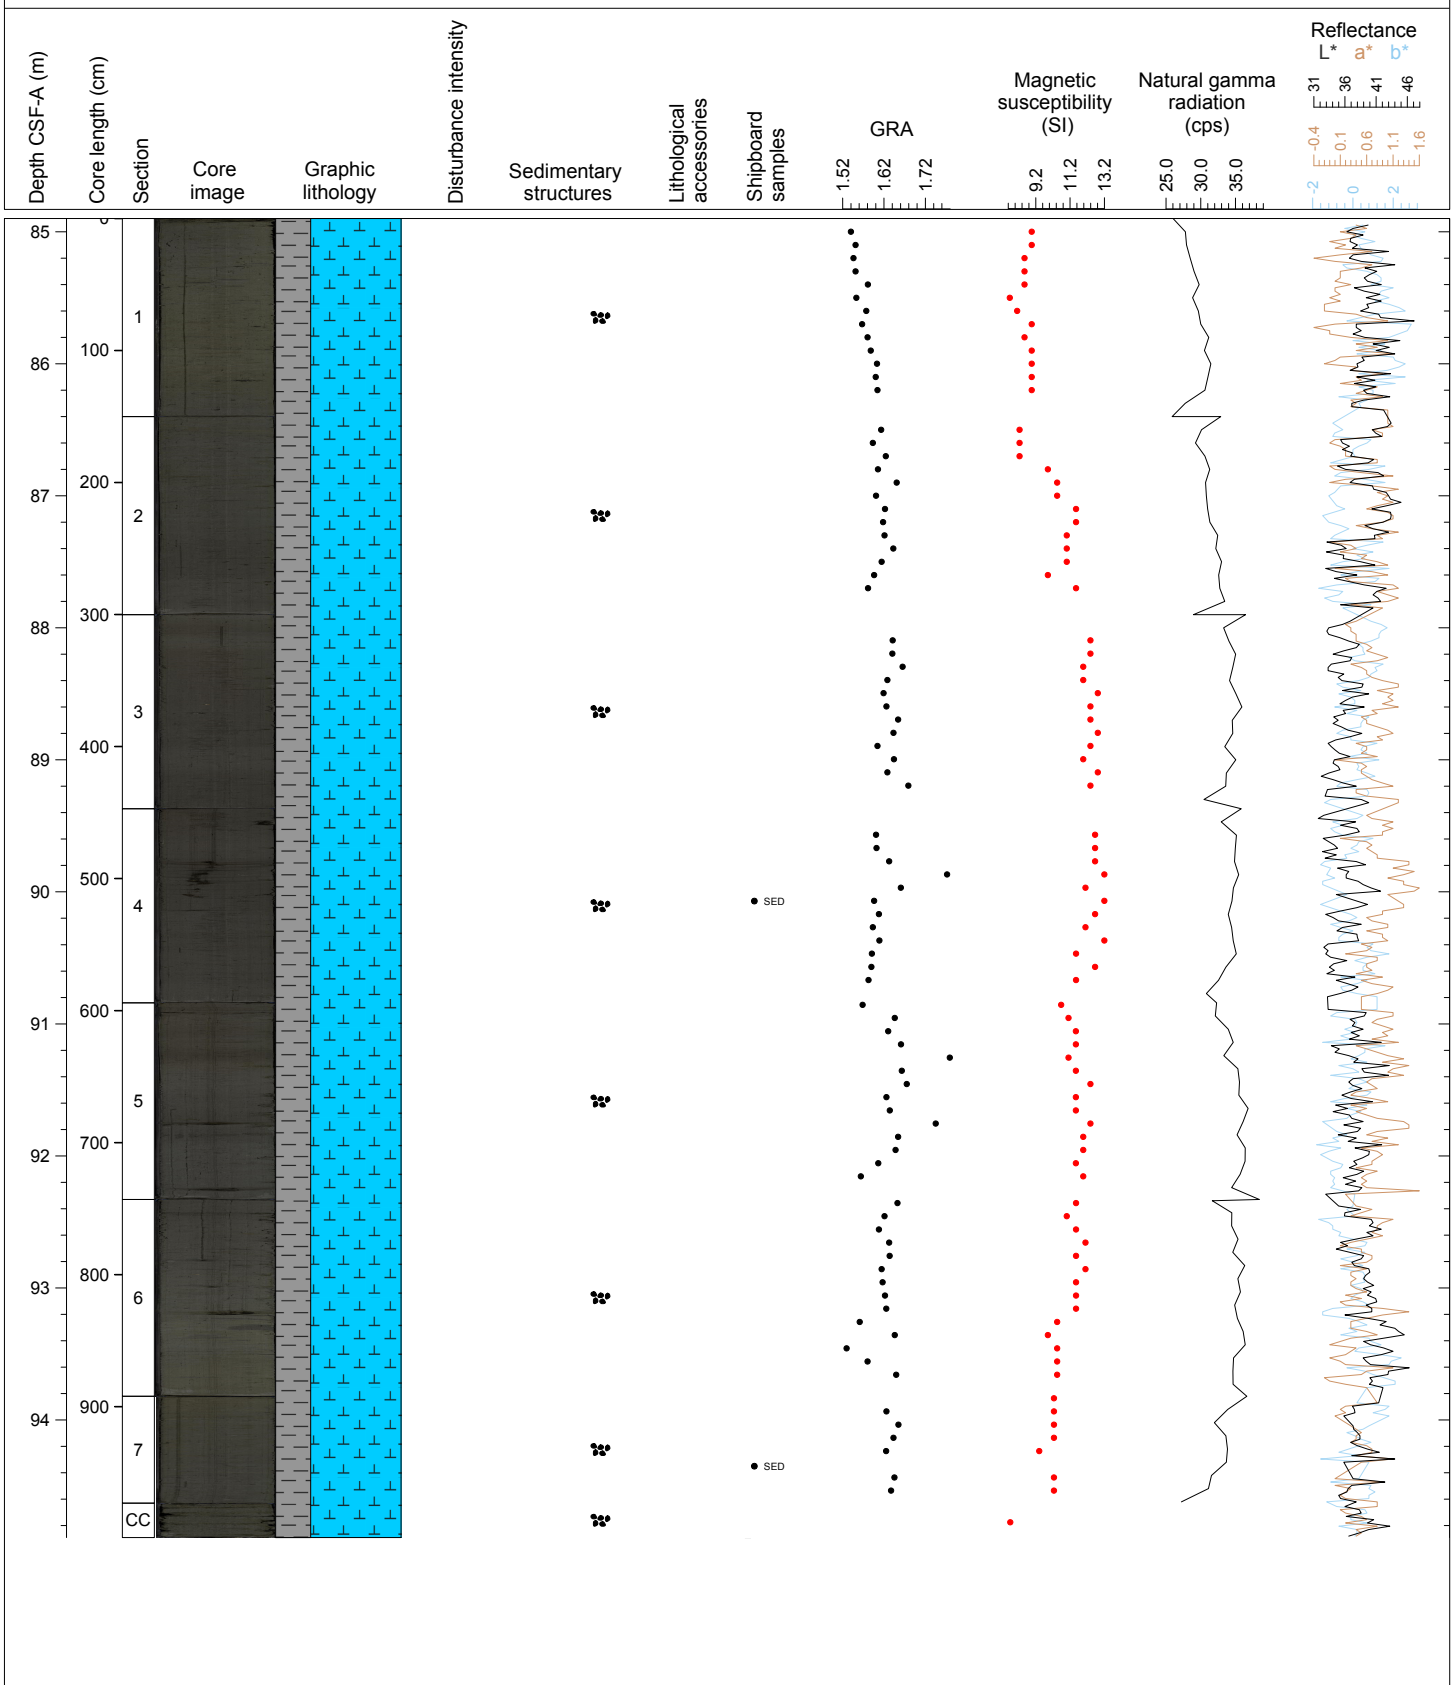 Depth CSF-A (m)
Core length (cm)
Section
Core
image
Graphic
lithology
Disturbance intensity
Sedimentary
structures
Lithological
accessories
Shipboard
samples
GRA
1.52
1.62
1.72
Magnetic
susceptibility
(SI)
9.2
11.2
13.2
Natural gamma
radiation
(cps)
25.0
30.0
35.0
Reflectance
L* a* b*
31
36
41
46
-0.4
0.1
0.6
1.1
1.6
-2
0
2
85
86
87
88
89
90
91
92
93
94
0
100
200
300
400
500
600
700
800
900
1
2
3
4
5
6
7
CC
SED
SED